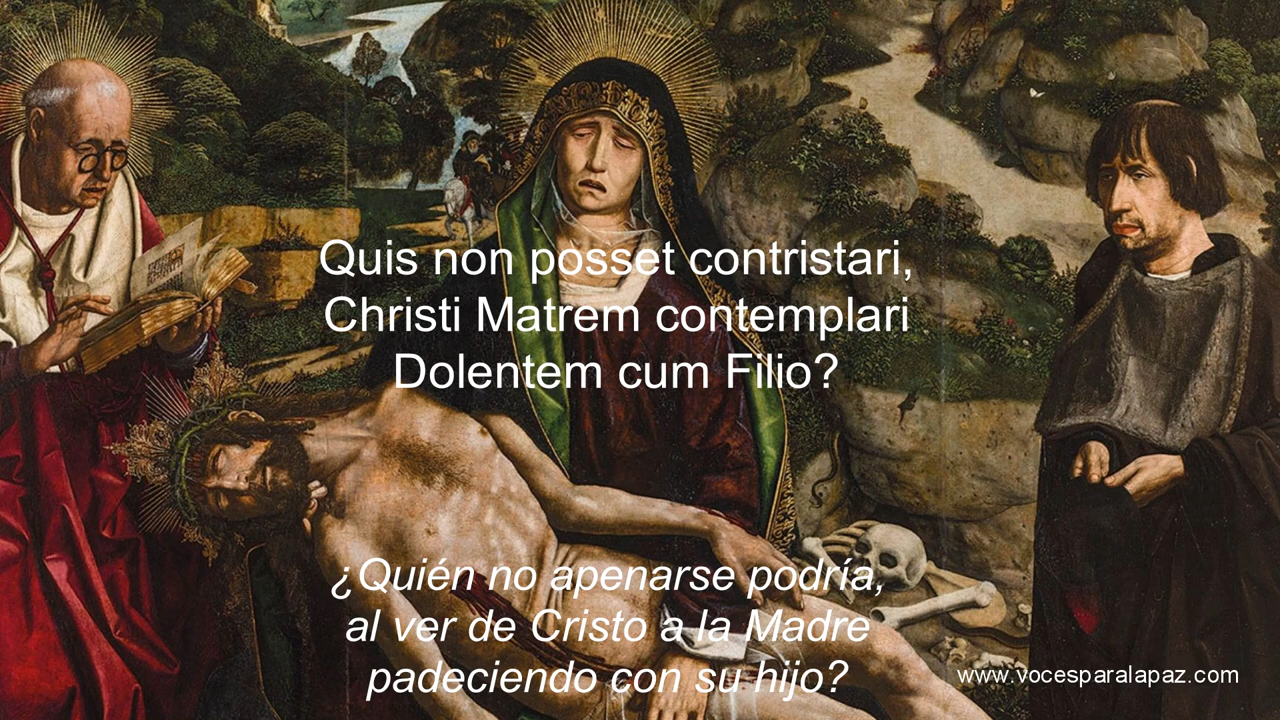 Quis non posset contristari,
Christi Matrem contemplari
Dolentem cum Filio?
¿Quién no apenarse podría,
al ver de Cristo a la Madre
padeciendo con su hijo?
www.vocesparalapaz.com